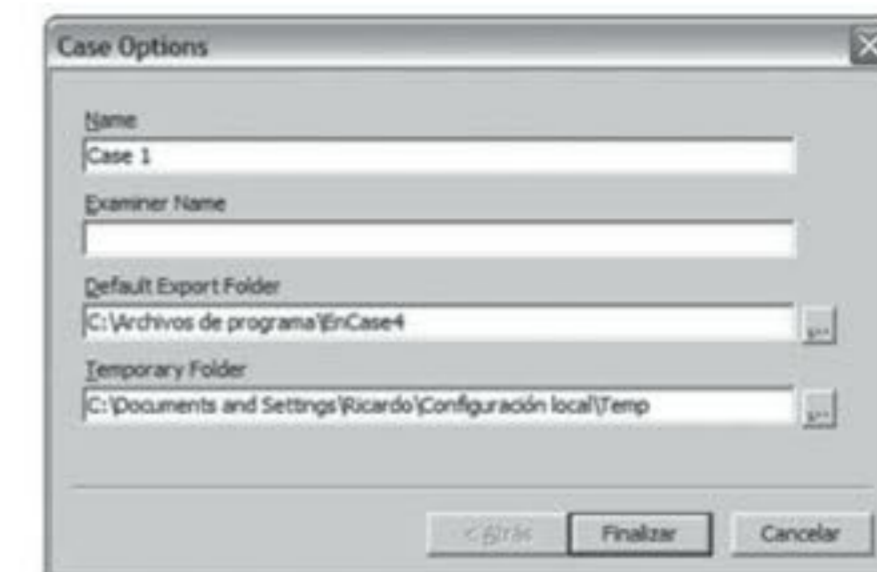 Case Options
Name
Case 1
Examiner Name
Default Export Folder
C:\Archivos de programa\EnCase4
...
Temporary Folder
C:\Documents and Settings\Ricardo\Configuración local\Temp
...
< Atrás
Finalizar
Cancelar